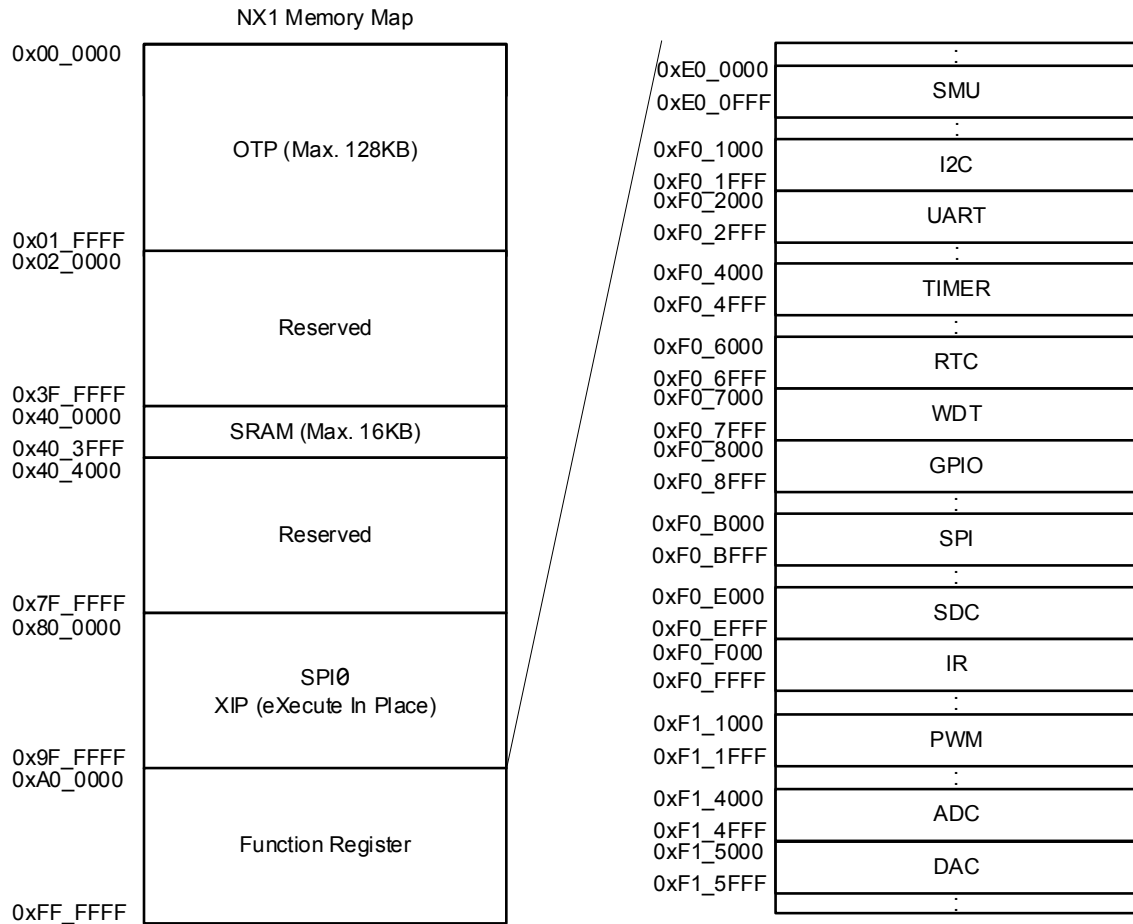 NX1 Memory Map
0x00_0000
OTP (Max. 128KB)
0x01_FFFF
0x02_0000
Reserved
0x3F_FFFF
0x40_0000
SRAM (Max. 16KB)
0x40_3FFF
0x40_4000
Reserved
0x7F_FFFF
0x80_0000
SPI0
XIP (eXecute In Place)
0x9F_FFFF
0xA0_0000
Function Register
0xFF_FFFF
:
0xE0_0000
SMU
0xE0_0FFF
:
0xF0_1000
I2C
0xF0_1FFF
0xF0_2000
UART
0xF0_2FFF
:
0xF0_4000
TIMER
0xF0_4FFF
:
0xF0_6000
RTC
0xF0_6FFF
0xF0_7000
WDT
0xF0_7FFF
0xF0_8000
GPIO
0xF0_8FFF
:
0xF0_B000
SPI
0xF0_BFFF
:
0xF0_E000
SDC
0xF0_EFFF
0xF0_F000
IR
0xF0_FFFF
:
0xF1_1000
PWM
0xF1_1FFF
:
0xF1_4000
ADC
0xF1_4FFF
0xF1_5000
DAC
0xF1_5FFF
: